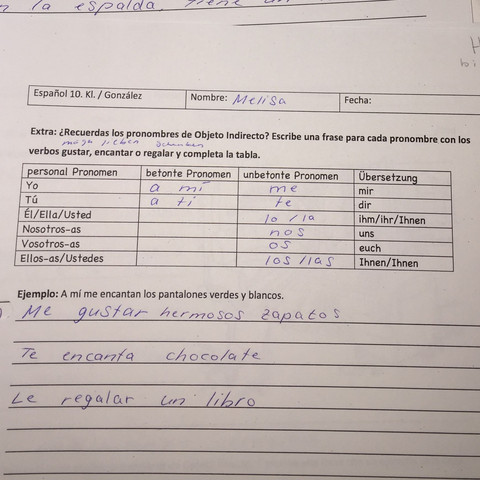 la espalda, tiene un
Español 10. Kl. / González Nombre: Melisa Fecha:
Extra: ¿Recuerdas los pronombres de Objeto Indirecto? Escribe una frase para cada pronombre con los
mögen lieben schenken
verbos gustar, encantar o regalar y completa la tabla.
personal Pronomen betonte Pronomen unbetonte Pronomen Übersetzung
Yo a mí me mir
Tú a ti te dir
Él/Ella/Usted lo /la ihm/ihr/Ihnen
Nosotros-as nos uns
Vosotros-as os euch
Ellos-as/Ustedes los /las Ihnen/Ihnen
Ejemplo: A mí me encantan los pantalones verdes y blancos.
Me gustar hermosos zapatos
Te encanta chocolate
Le regalar un libro